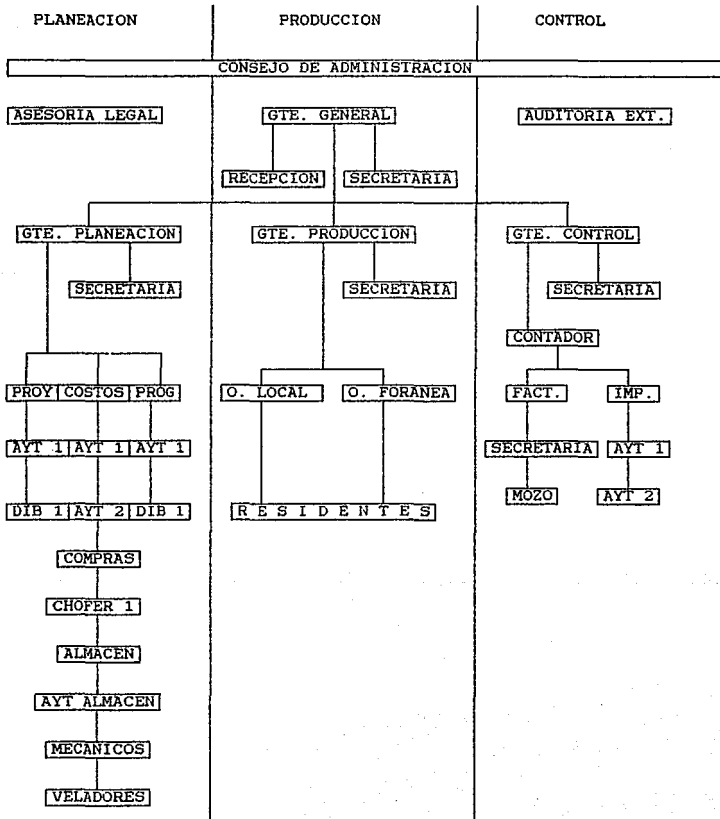 PLANEACION PRODUCCION CONTROL
CONSEJO DE ADMINISTRACION
ASESORIA LEGAL GTE. GENERAL AUDITORIA EXT.
RECEPCION SECRETARIA
GTE. PLANEACION GTE. PRODUCCION GTE. CONTROL
SECRETARIA SECRETARIA SECRETARIA
CONTADOR
PROY COSTOS PROG O. LOCAL O. FORANEA FACT. IMP.
AYT 1 AYT 1 AYT 1 SECRETARIA AYT 1
DIB 1 AYT 2 DIB 1 R E S I D E N T E S MOZO AYT 2
COMPRAS
CHOFER 1
ALMACEN
AYT ALMACEN
MECANICOS
VELADORES